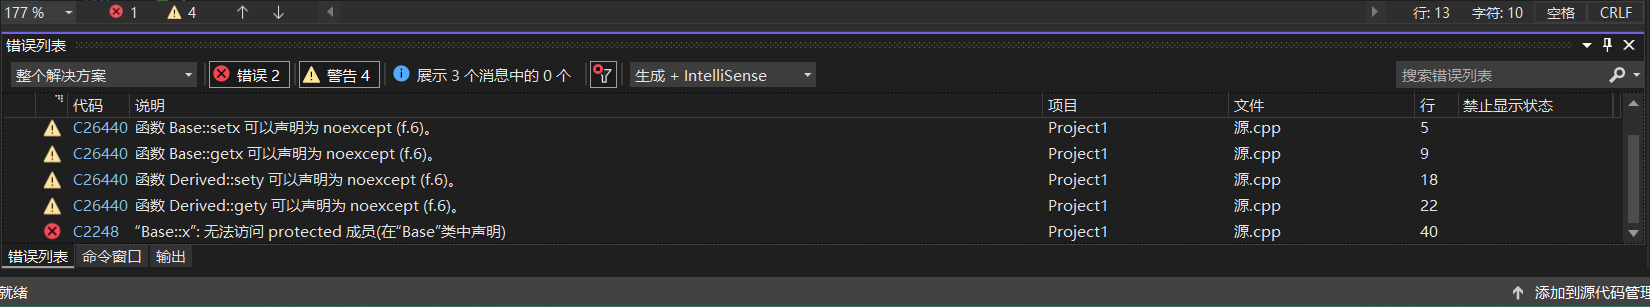 177 % 1 4 行: 13 字符: 10 空格 CRLF
错误列表
整个解决方案 错误 2 警告 4 展示 3 个消息中的 0 个 生成 + IntelliSense 搜索错误列表
代码 说明 项目 文件 行 禁止显示状态
C26440 函数 Base::setx 可以声明为 noexcept (f.6)。 Project1 源.cpp 5
C26440 函数 Base::getx 可以声明为 noexcept (f.6)。 Project1 源.cpp 9
C26440 函数 Derived::sety 可以声明为 noexcept (f.6)。 Project1 源.cpp 18
C26440 函数 Derived::gety 可以声明为 noexcept (f.6)。 Project1 源.cpp 22
C2248 “Base::x”: 无法访问 protected 成员(在“Base”类中声明) Project1 源.cpp 40
错误列表 命令窗口 输出
就绪 添加到源代码管理